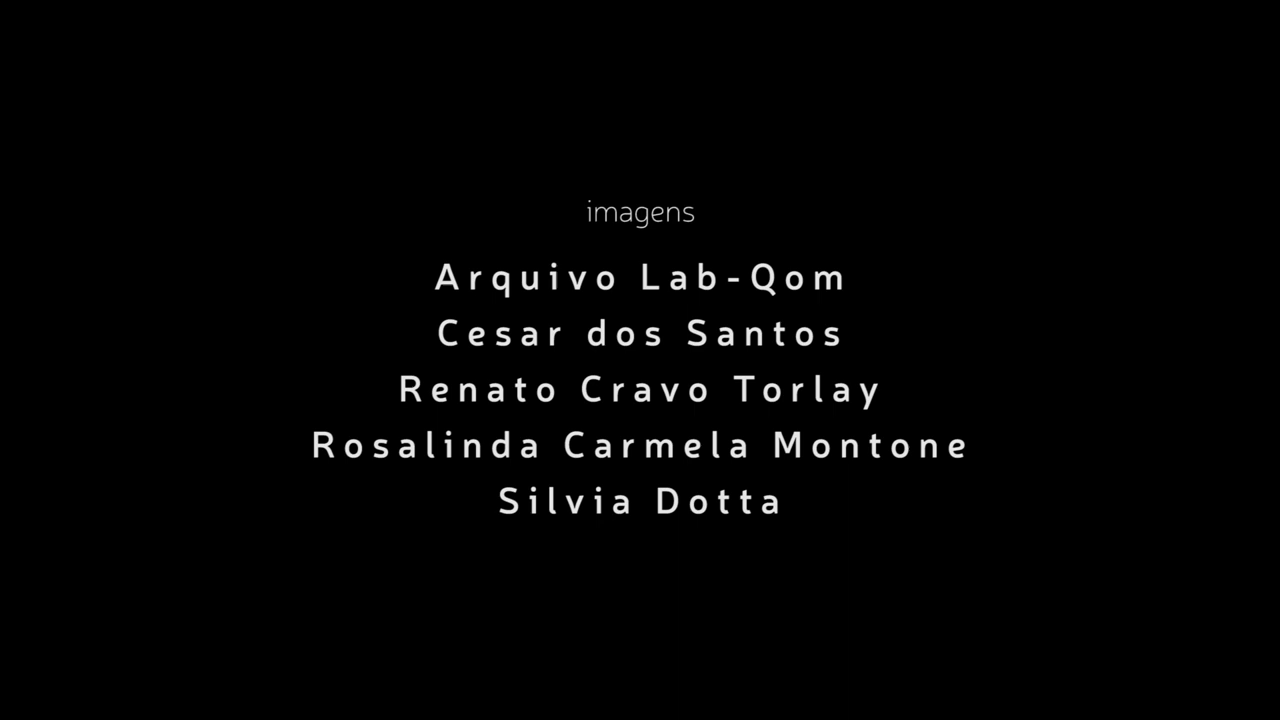 imagens
Arquivo Lab-Qom
Cesar dos Santos
Renato Cravo Torlay
Rosalinda Carmela Montone
Silvia Dotta